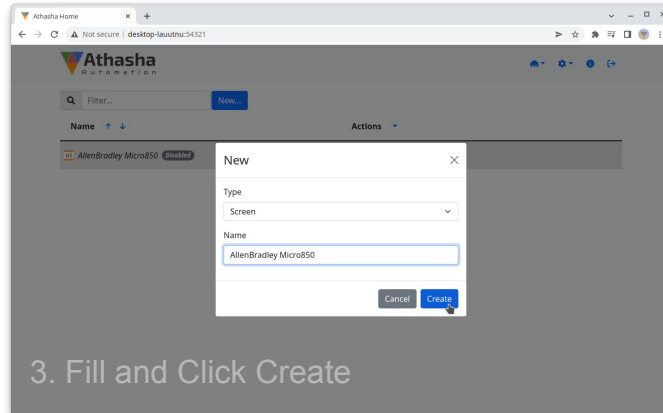 Athasha Home
Not secure | desktop-lauutnu:54321
Athasha
Automation
Filter...
New...
Name
Actions
AllenBradley Micro850 Disabled
New
Type
Screen
Name
AllenBradley Micro850
Cancel
Create
3. Fill and Click Create